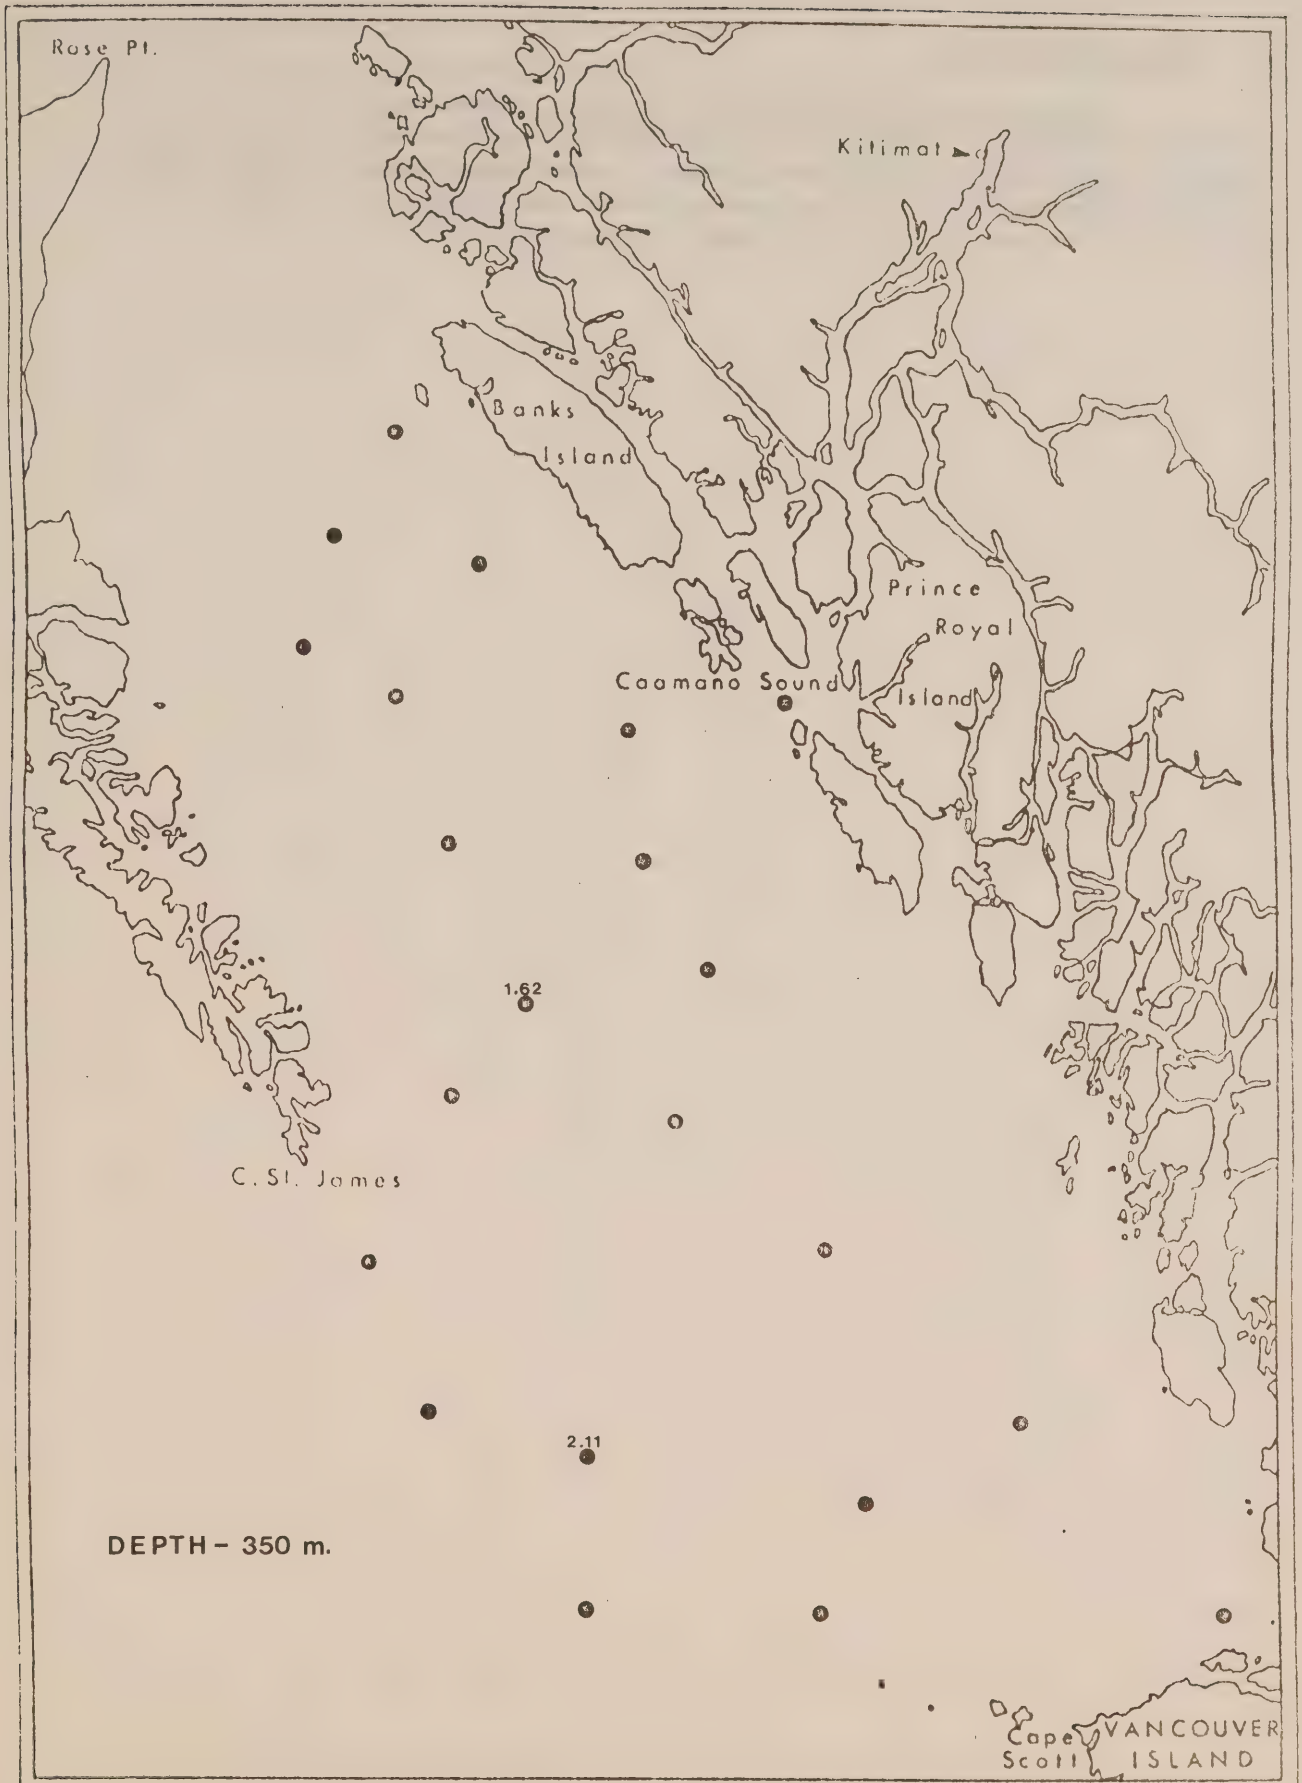 Rose Pt.
Kitimat
Banks
Island
Prince
Royal
Island
Caamano Sound
1.62
C. St. James
2.11
DEPTH - 350 m.
Cape
Scott
VANCOUVER
ISLAND